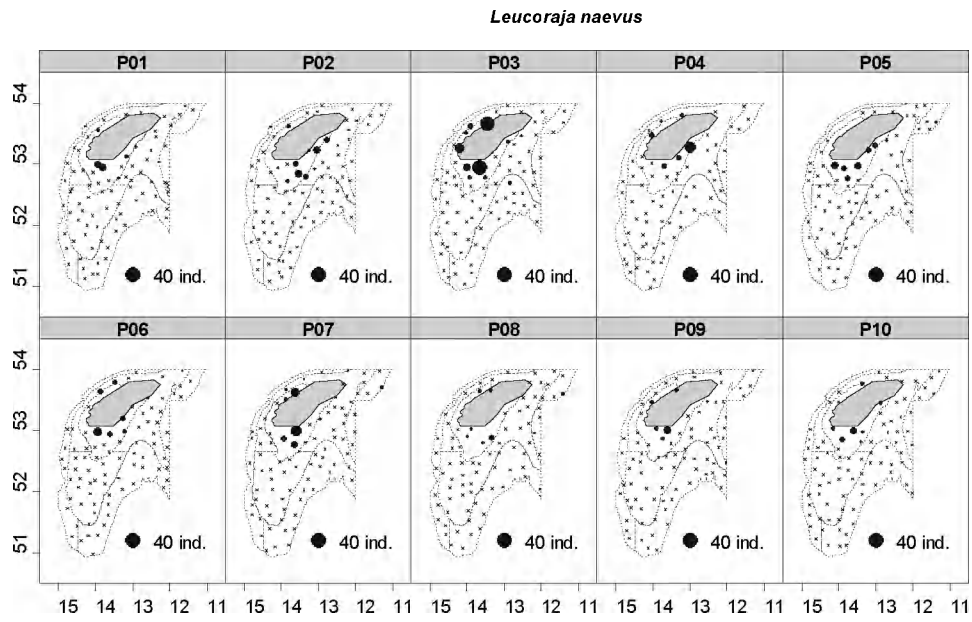 Leucoraja naevus
P01 P02 P03 P04 P05
54
53
52
51
40 ind. 40 ind. 40 ind. 40 ind. 40 ind.
P06 P07 P08 P09 P10
54
53
52
51
40 ind. 40 ind. 40 ind. 40 ind. 40 ind.
15 14 13 12 11 15 14 13 12 11 15 14 13 12 11 15 14 13 12 11 15 14 13 12 11